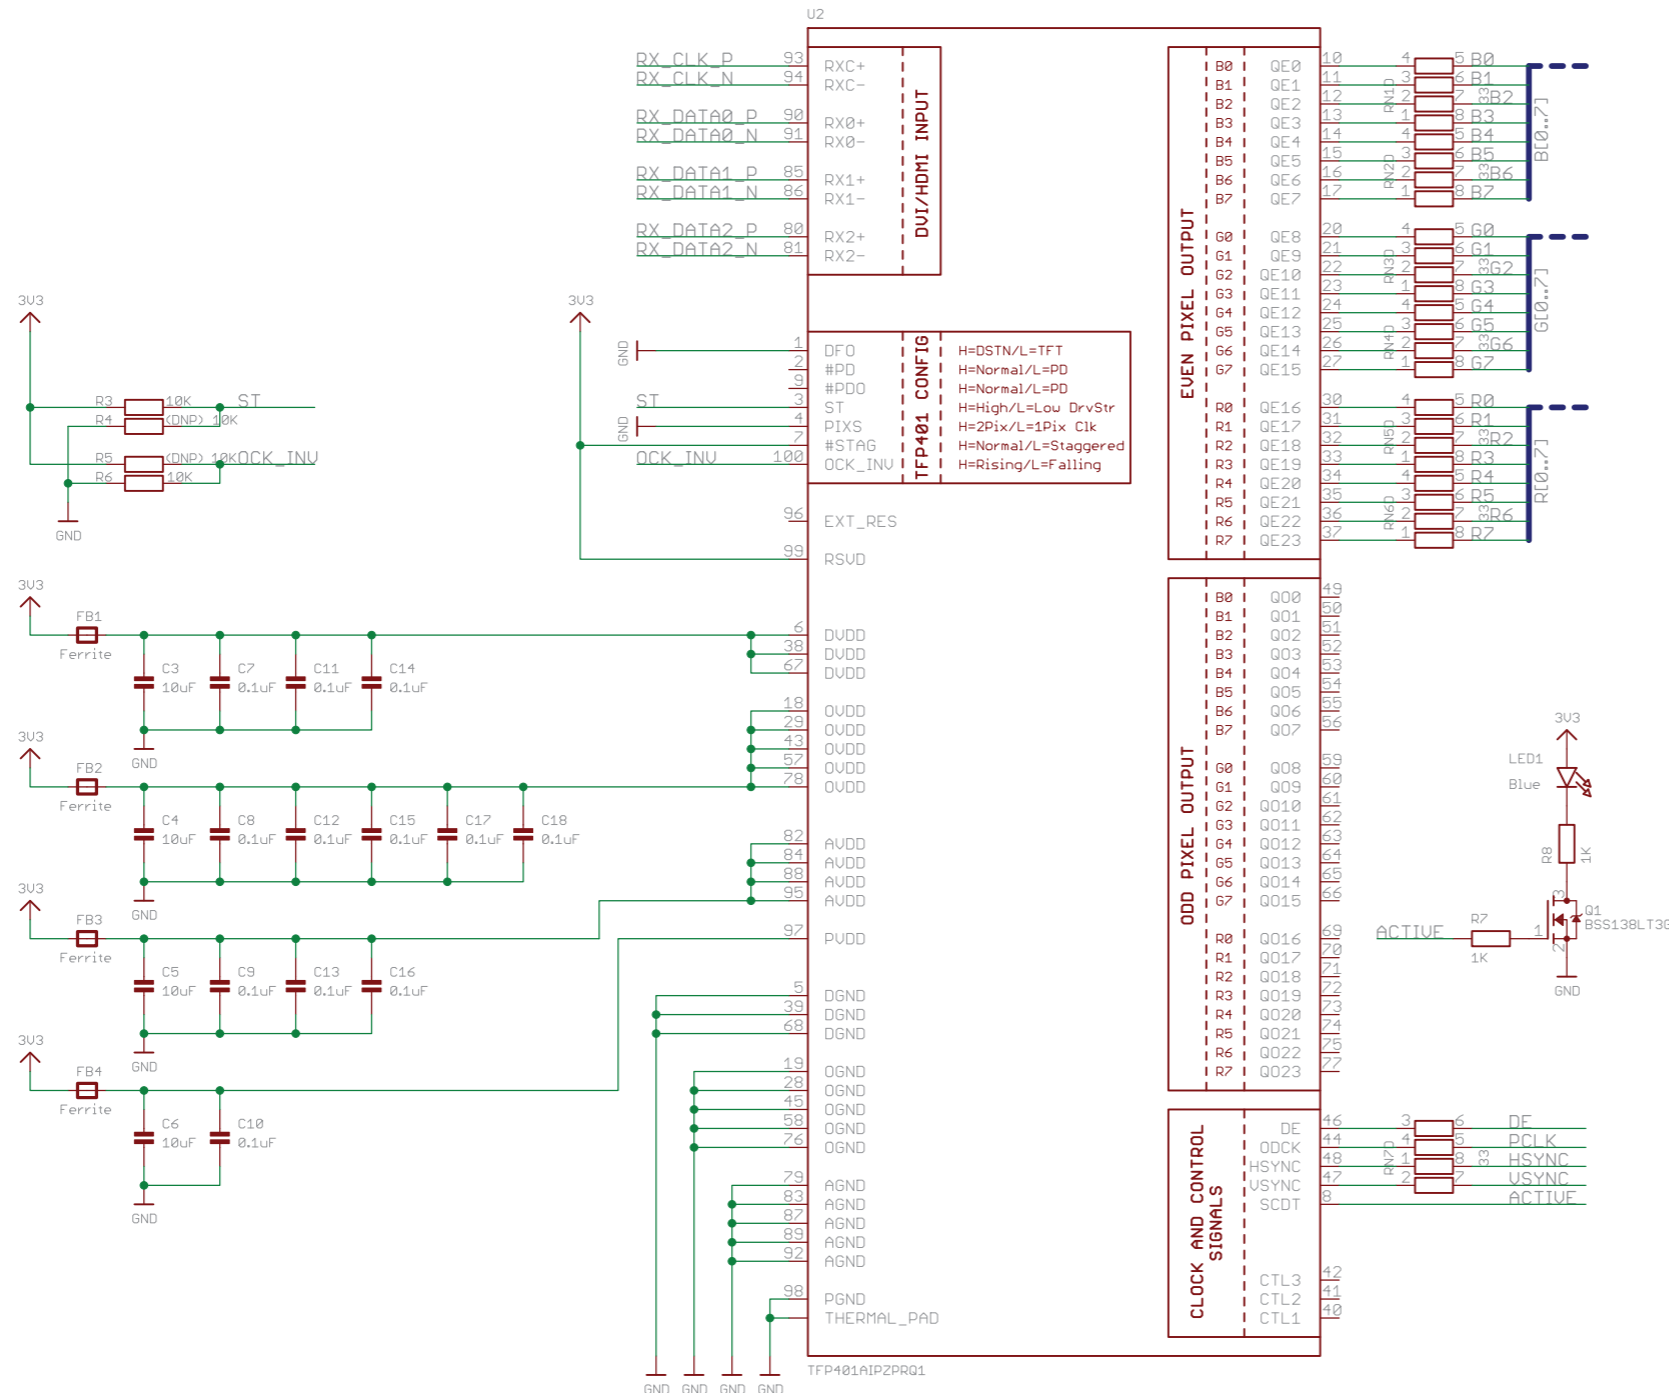 U2
RX_CLK_P 93 RXC+
RX_CLK_N 94 RXC-
RX_DATA0_P 90 RX0+
RX_DATA0_N 91 RX0-
RX_DATA1_P 85 RX1+
RX_DATA1_N 86 RX1-
RX_DATA2_P 80 RX2+
RX_DATA2_N 81 RX2-
DVI/HDMI INPUT
3V3
GND 1 DFO H=DSTN/L=TFT
2 #PD H=Normal/L=PD
9 #PDO H=Normal/L=PD
ST 3 ST H=High/L=Low DrvStr
GND 4 PIXS H=2Pix/L=1Pix Clk
7 #STAG H=Normal/L=Staggered
OCK_INV 100 OCK_INV H=Rising/L=Falling
TFP401 CONFIG
96 EXT_RES
99 RSVD
3V3
R3 10K ST
R4 (DNP) 10K
R5 (DNP) 10K OCK_INV
R6 10K
GND
3V3
FB1
Ferrite
C3 10uF
C7 0.1uF
C11 0.1uF
C14 0.1uF
GND
6 DVDD
38 DVDD
67 DVDD
3V3
FB2
Ferrite
C4 10uF
C8 0.1uF
C12 0.1uF
C15 0.1uF
C17 0.1uF
C18 0.1uF
GND
18 OVDD
29 OVDD
43 OVDD
57 OVDD
78 OVDD
3V3
FB3
Ferrite
C5 10uF
C9 0.1uF
C13 0.1uF
C16 0.1uF
GND
82 AVDD
84 AVDD
88 AVDD
95 AVDD
97 PVDD
3V3
FB4
Ferrite
C6 10uF
C10 0.1uF
GND
5 DGND
39 DGND
68 DGND
19 OGND
28 OGND
45 OGND
58 OGND
76 OGND
79 AGND
83 AGND
87 AGND
89 AGND
92 AGND
98 PGND
THERMAL_PAD
GND GND GND GND
TFP401AIPZPRQ1
EVEN PIXEL OUTPUT
B0 QE0 10 4 5 B0
B1 QE1 11 3 6 B1
B2 QE2 12 2 7 B2
B3 QE3 13 1 8 B3
RN1D 33
B4 QE4 14 4 5 B4
B5 QE5 15 3 6 B5
B6 QE6 16 2 7 B6
B7 QE7 17 1 8 B7
RN2D 33
B[0..7]
G0 QE8 20 4 5 G0
G1 QE9 21 3 6 G1
G2 QE10 22 2 7 G2
G3 QE11 23 1 8 G3
RN3D 33
G4 QE12 24 4 5 G4
G5 QE13 25 3 6 G5
G6 QE14 26 2 7 G6
G7 QE15 27 1 8 G7
RN4D 33
G[0..7]
R0 QE16 30 4 5 R0
R1 QE17 31 3 6 R1
R2 QE18 32 2 7 R2
R3 QE19 33 1 8 R3
RN5D 33
R4 QE20 34 4 5 R4
R5 QE21 35 3 6 R5
R6 QE22 36 2 7 R6
R7 QE23 37 1 8 R7
RN6D 33
R[0..7]
ODD PIXEL OUTPUT
B0 QO0 49
B1 QO1 50
B2 QO2 51
B3 QO3 52
B4 QO4 53
B5 QO5 54
B6 QO6 55
B7 QO7 56
G0 QO8 59
G1 QO9 60
G2 QO10 61
G3 QO11 62
G4 QO12 63
G5 QO13 64
G6 QO14 65
G7 QO15 66
R0 QO16 69
R1 QO17 70
R2 QO18 71
R3 QO19 72
R4 QO20 73
R5 QO21 74
R6 QO22 75
R7 QO23 77
CLOCK AND CONTROL
SIGNALS
DE 46 3 6 DE
ODCK 44 4 5 PCLK
HSYNC 48 1 8 HSYNC
VSYNC 47 2 7 VSYNC
RN7D 33
SCDT 8 ACTIVE
CTL3 42
CTL2 41
CTL1 40
3V3
LED1
Blue
R8 1K
3
Q1
BSS138LT3G
ACTIVE R7 1K 1
2
GND